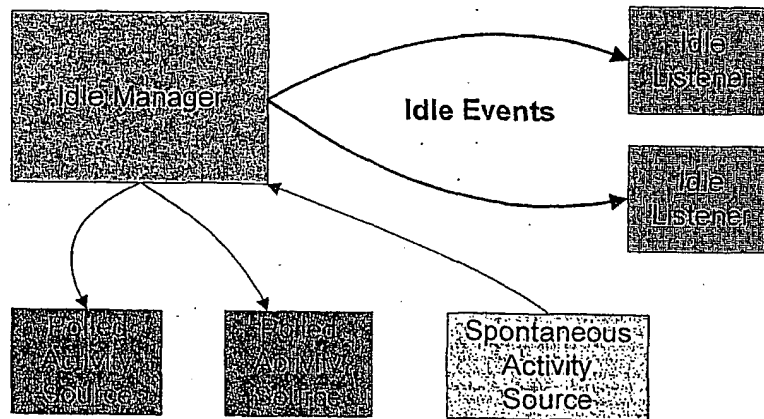 Idle Manager
Idle
Listener
Idle Events
Idle
Listener
Polled
Activity
Source
Polled
Activity
Source
Spontaneous
Activity
Source